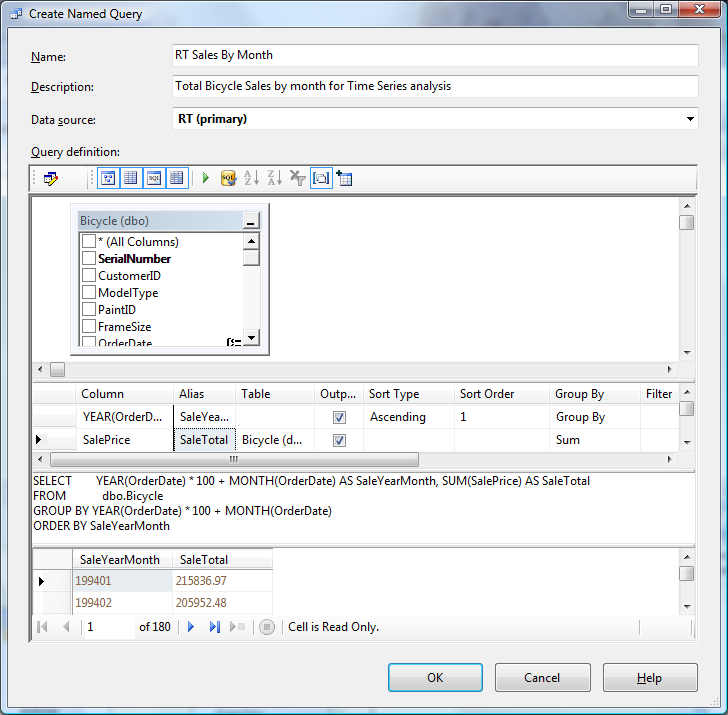 Create Named Query
Name: RT Sales By Month
Description: Total Bicycle Sales by month for Time Series analysis
Data source: RT (primary)
Query definition:
SQL SQL A Z Z A
Bicycle (dbo)
* (All Columns)
SerialNumber
CustomerID
ModelType
PaintID
FrameSize
OrderDate
Column Alias Table Outp... Sort Type Sort Order Group By Filter
YEAR(OrderD... SaleYea... Ascending 1 Group By
SalePrice SaleTotal Bicycle (d... Sum
SELECT YEAR(OrderDate) * 100 + MONTH(OrderDate) AS SaleYearMonth, SUM(SalePrice) AS SaleTotal
FROM dbo.Bicycle
GROUP BY YEAR(OrderDate) * 100 + MONTH(OrderDate)
ORDER BY SaleYearMonth
SaleYearMonth SaleTotal
199401 215836.97
199402 205952.48
1 of 180 Cell is Read Only.
OK Cancel Help